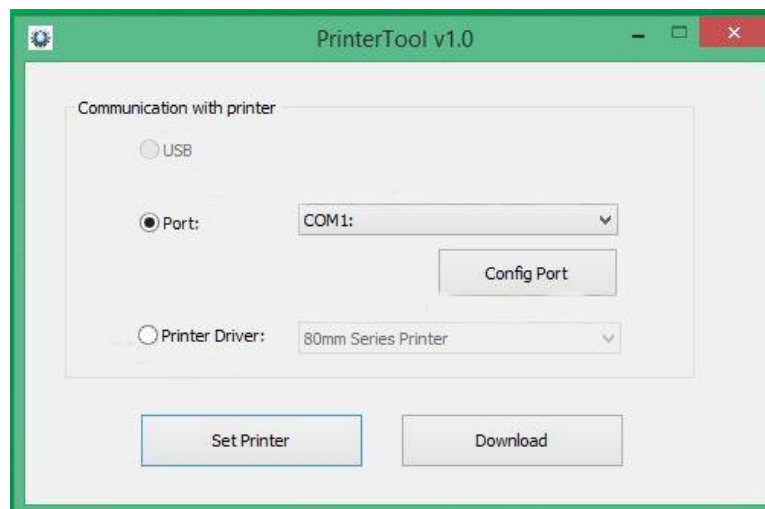 PrinterTool v1.0
Communication with printer
USB
Port: COM1:
Config Port
Printer Driver: 80mm Series Printer
Set Printer Download